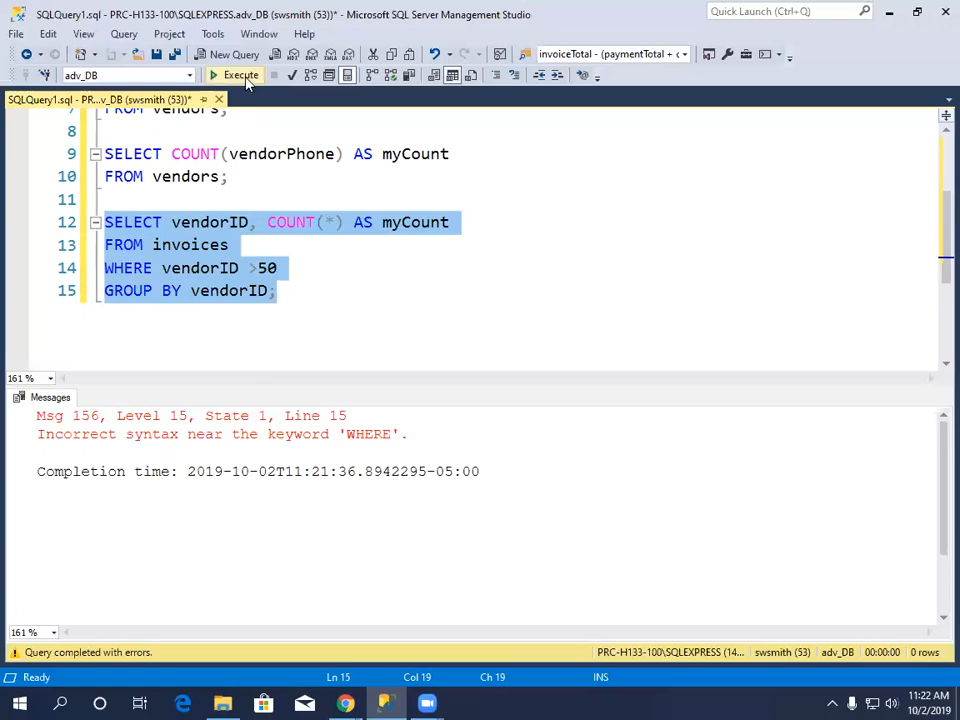 SQLQuery1.sql - PRC-H133-100\SQLEXPRESS.adv_DB (swsmith (53))* - Microsoft SQL Server Management Studio
Quick Launch (Ctrl+Q)
File Edit View Query Project Tools Window Help
New Query
invoiceTotal - (paymentTotal + c
adv_DB
Execute
SQLQuery1.sql - PR...v_DB (swsmith (53))*
7 FROM vendors;
8
9 SELECT COUNT(vendorPhone) AS myCount
10 FROM vendors;
11
12 SELECT vendorID, COUNT(*) AS myCount
13 FROM invoices
14 WHERE vendorID >50
15 GROUP BY vendorID;
161 %
Messages
Msg 156, Level 15, State 1, Line 15
Incorrect syntax near the keyword 'WHERE'.
Completion time: 2019-10-02T11:21:36.8942295-05:00
161 %
Query completed with errors.
PRC-H133-100\SQLEXPRESS (14... swsmith (53) adv_DB 00:00:00 0 rows
Ready Ln 15 Col 19 Ch 19 INS
11:22 AM
10/2/2019